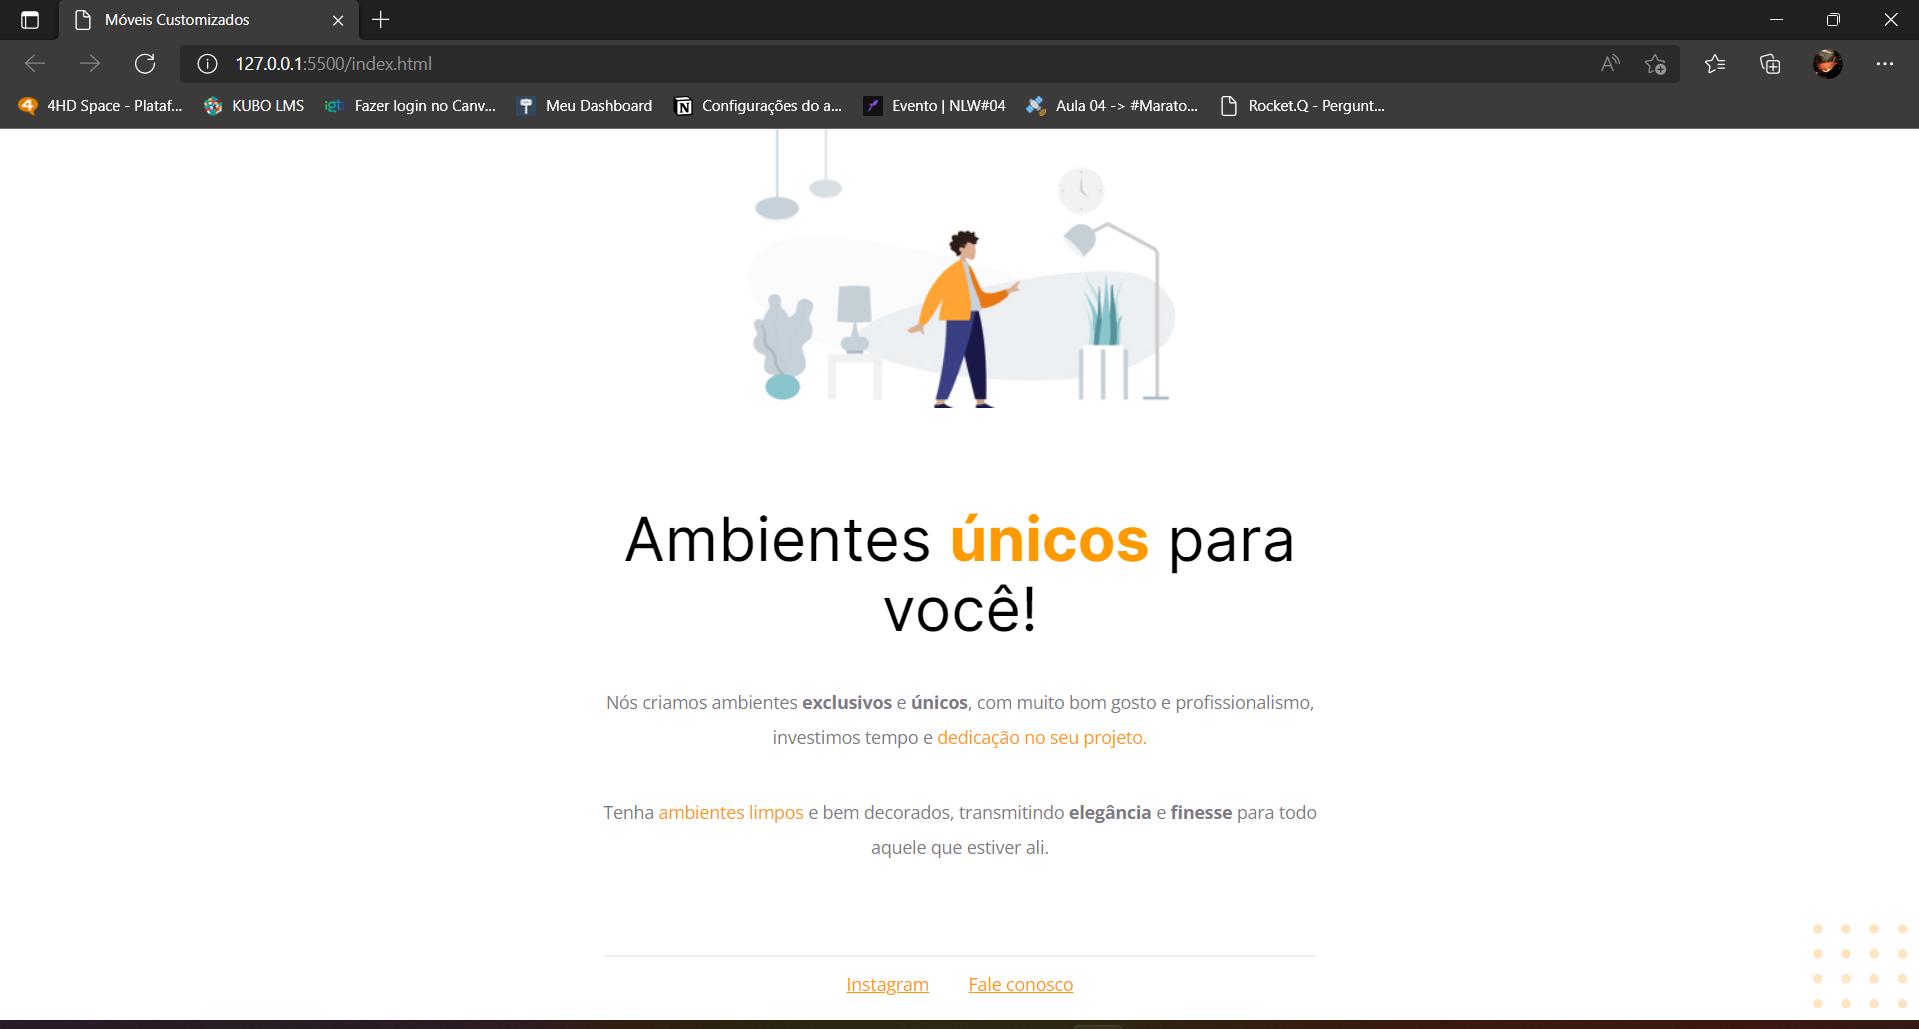 Móveis Customizados
127.0.0.1:5500/index.html
4HD Space - Plataf... KUBO LMS Fazer login no Canv... Meu Dashboard Configurações do a... Evento | NLW#04 Aula 04 -> #Marato... Rocket.Q - Pergunt...
Ambientes únicos para
você!
Nós criamos ambientes exclusivos e únicos, com muito bom gosto e profissionalismo,
investimos tempo e dedicação no seu projeto.
Tenha ambientes limpos e bem decorados, transmitindo elegância e finesse para todo
aquele que estiver ali.
Instagram Fale conosco